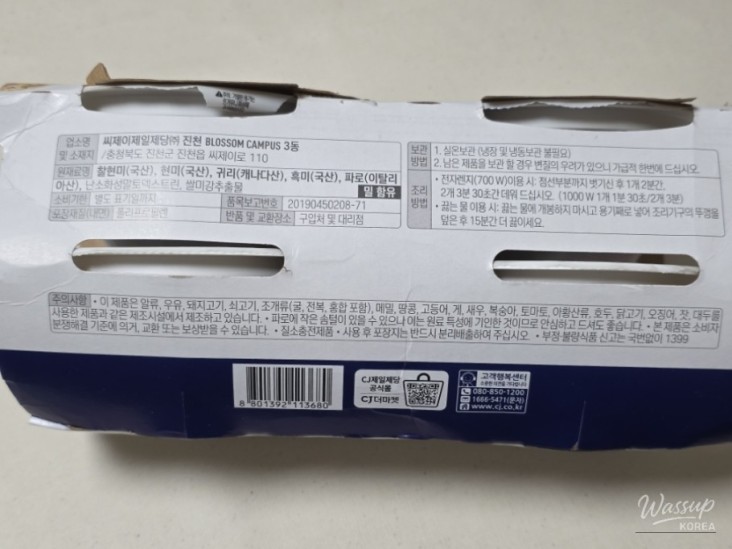 업소명 및 소재지
씨제이제일제당㈜ 진천 BLOSSOM CAMPUS 3동
/충청북도 진천군 진천읍 씨제이로 110
원재료명 찰현미(국산), 현미(국산), 귀리(캐나다산), 흑미(국산), 파로(이탈리
아산), 난소화성말토덱스트린, 쌀미강추출물 밀 함유
소비기한 별도 표기일까지 품목보고번호 20190450208-71
포장재질(내면) 폴리프로필렌 반품 및 교환장소 구입처 및 대리점
보관방법
1. 실온보관 (냉장 및 냉동보관 불필요)
2. 남은 제품을 보관 할 경우 변질의 우려가 있으니 가급적 한번에 드십시오.
조리방법
• 전자렌지(700 W)이용 시: 점선부분까지 벗기신 후 1개 2분간,
2개 3분 30초간 데워 드십시오. (1000 W 1개 1분 30초/2개 3분)
• 끓는 물 이용 시: 끓는 물에 개봉하지 마시고 용기째로 넣어 조리기구의 뚜껑을
덮은 후 15분간 더 끓이세요.
주의사항 • 이 제품은 알류, 우유, 돼지고기, 쇠고기, 조개류(굴, 전복, 홍합 포함), 메밀, 땅콩, 고등어, 게, 새우, 복숭아, 토마토, 아황산류, 호두, 닭고기, 오징어, 잣, 대두를
사용한 제품과 같은 제조시설에서 제조하고 있습니다. • 파로에 작은 솜털이 있을 수 있으나 이는 원료 특성에 기인한 것이므로 안심하고 드셔도 좋습니다. • 본 제품은 소비자
분쟁해결 기준에 의거, 교환 또는 보상받을 수 있습니다. • 질소충전제품 • 사용 후 포장지는 반드시 분리배출하여 주십시오 • 부정·불량식품 신고는 국번없이 1399
8 801392 113680
CJ제일제당
공식몰
CJ더마켓
고객행복센터
080-850-1200
1666-5471(문자)
www.cj.co.kr
Wassup
KOREA